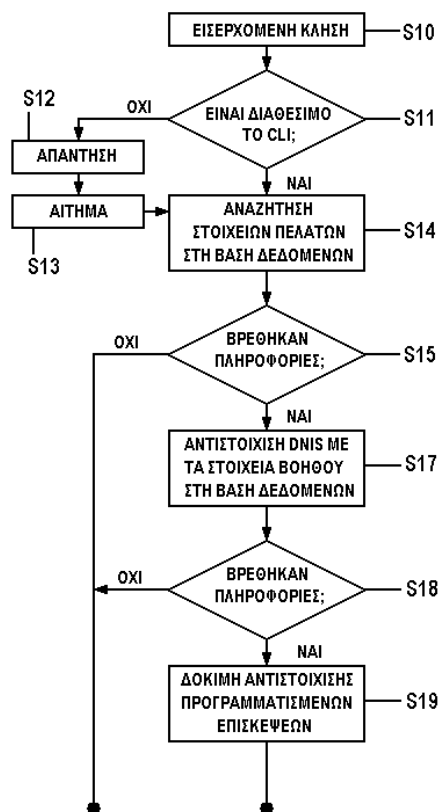 ΕΙΣΕΡΧΟΜΕΝΗ ΚΛΗΣΗ
S10
S12
ΟΧΙ
ΕΙΝΑΙ ΔΙΑΘΕΣΙΜΟ
ΤΟ CLI;
S11
ΑΠΑΝΤΗΣΗ
ΝΑΙ
ΑΙΤΗΜΑ
S13
ΑΝΑΖΗΤΗΣΗ
ΣΤΟΙΧΕΙΩΝ ΠΕΛΑΤΩΝ
ΣΤΗ ΒΑΣΗ ΔΕΔΟΜΕΝΩΝ
S14
ΟΧΙ
ΒΡΕΘΗΚΑΝ
ΠΛΗΡΟΦΟΡΙΕΣ;
S15
ΝΑΙ
ΑΝΤΙΣΤΟΙΧΙΣΗ DNIS ΜΕ
ΤΑ ΣΤΟΙΧΕΙΑ ΒΟΗΘΟΥ
ΣΤΗ ΒΑΣΗ ΔΕΔΟΜΕΝΩΝ
S17
ΟΧΙ
ΒΡΕΘΗΚΑΝ
ΠΛΗΡΟΦΟΡΙΕΣ;
S18
ΝΑΙ
ΔΟΚΙΜΗ ΑΝΤΙΣΤΟΙΧΙΣΗΣ
ΠΡΟΓΡΑΜΜΑΤΙΣΜΕΝΩΝ
ΕΠΙΣΚΕΨΕΩΝ
S19